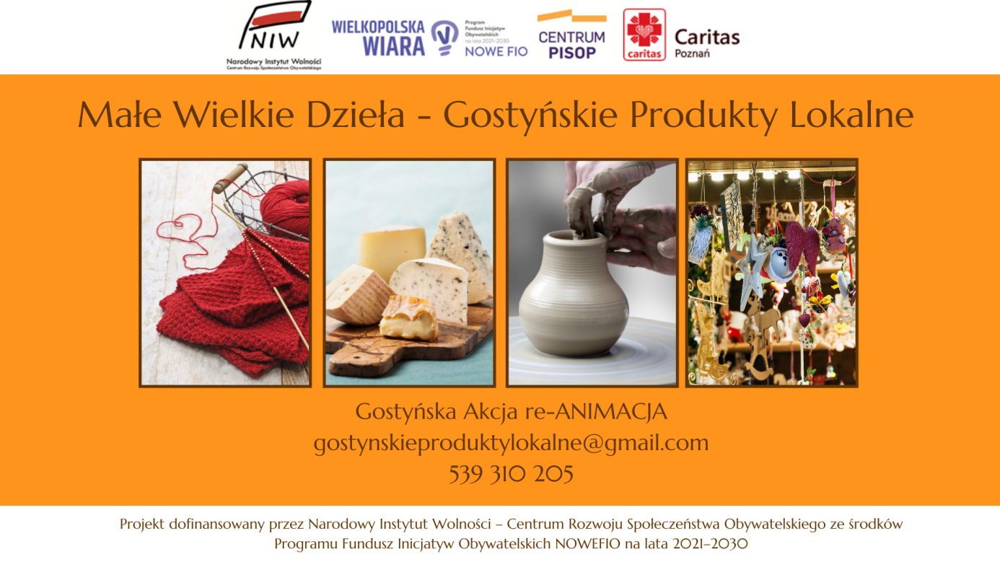 NIW
Narodowy Instytut Wolności
Centrum Rozwoju Społeczeństwa Obywatelskiego
WIELKOPOLSKA
WIARA
Program
Fundusz Inicjatyw
Obywatelskich
na lata 2021-2030
NOWE FIO
CENTRUM
PISOP
caritas
Caritas
Poznań
Małe Wielkie Dzieła - Gostyńskie Produkty Lokalne
Gostyńska Akcja re-ANIMACJA
gostynskieproduktylokalne@gmail.com
539 310 205
Projekt dofinansowany przez Narodowy Instytut Wolności – Centrum Rozwoju Społeczeństwa Obywatelskiego ze środków
Programu Fundusz Inicjatyw Obywatelskich NOWEFIO na lata 2021–2030